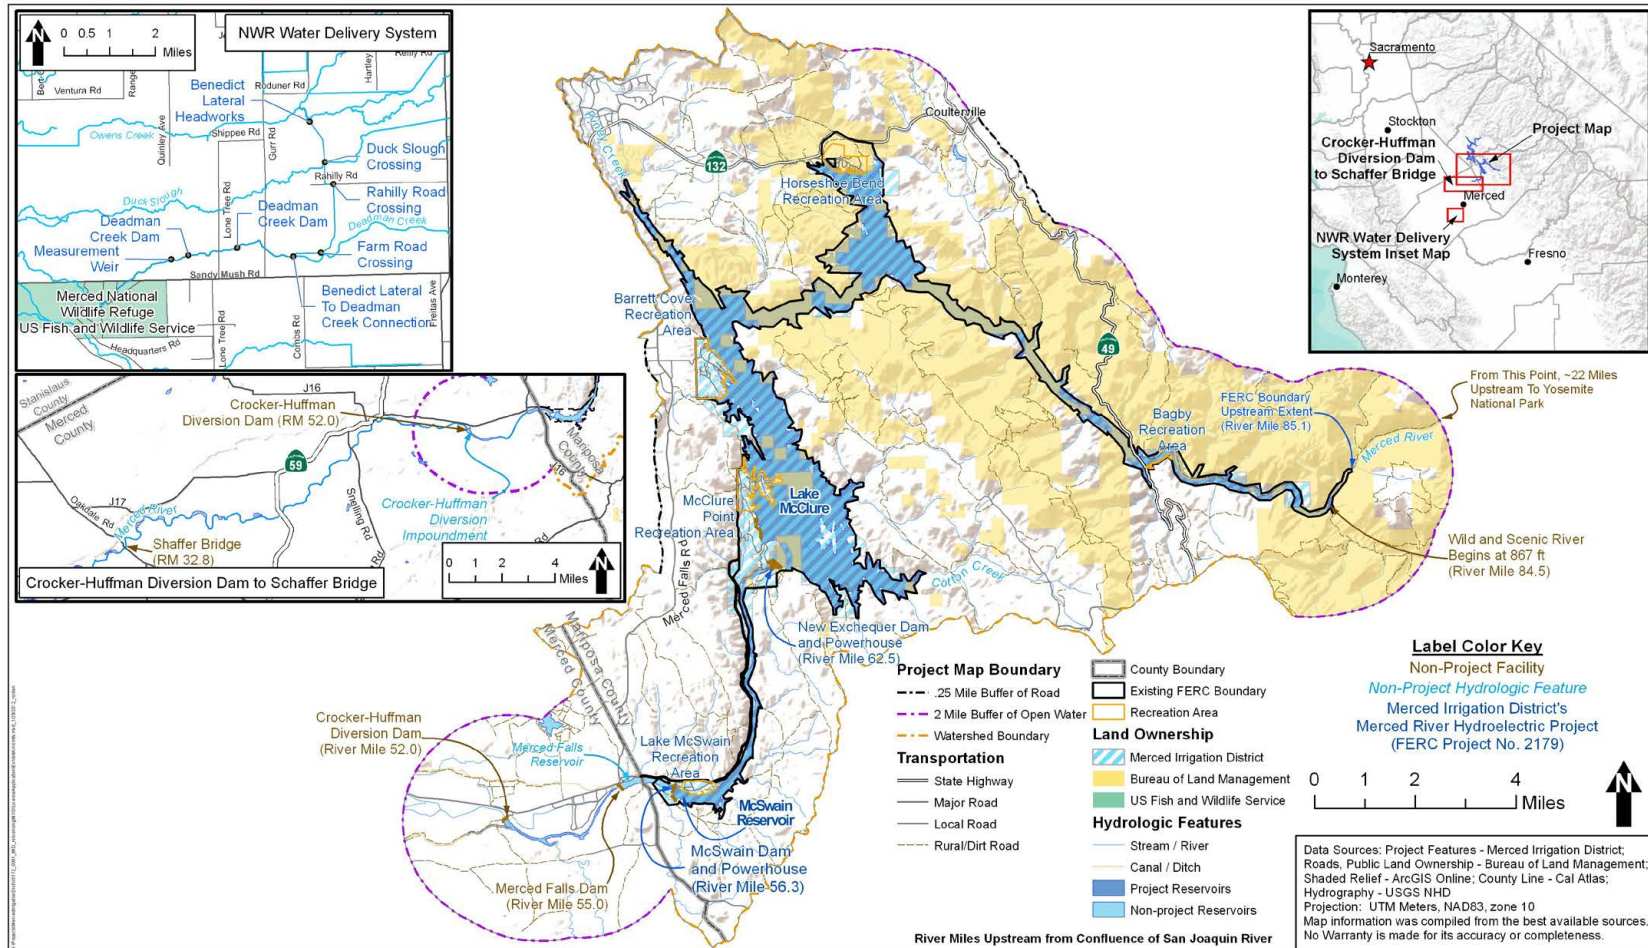 N
0 0.5 1 2
Miles
NWR Water Delivery System
Reilly Rd
Hartley
Ventura Rd
Benedict
Lateral
Headworks
Roduner Rd
Owens Creek
Quinley Ave
Shippee Rd
Gurr Rd
Duck Slough
Crossing
Rahilly Rd
Rahilly Road
Crossing
Duck Slough
Lone Tree Rd
Deadman
Creek Dam
Deadman
Creek Dam
Deadman Creek
Measurement
Weir
Farm Road
Crossing
Sandy Mush Rd
Merced National
Wildlife Refuge
US Fish and Wildlife Service
Benedict Lateral
To Deadman
Creek Connection
Freitas Ave
Headquarters Rd
Lone Tree Rd
Combs Rd
Stanislaus
County
Merced
County
J16
Crocker-Huffman
Diversion Dam (RM 52.0)
59
Mariposa
County
J16
J17
Oakdale Rd
Merced River
Snelling Rd
Rd
Crocker-Huffman
Diversion
Impoundment
Shaffer Bridge
(RM 32.8)
Rd
Crocker-Huffman Diversion Dam to Schaffer Bridge
0 2 4
Miles
N
Coulterville
132
Horseshoe Bend
Recreation Area
Barrett Cove
Recreation
Area
49
Bagby
Recreation
Area
FERC Boundary
Upstream Extent
(River Mile 85.1)
From This Point, ~22 Miles
Upstream To Yosemite
National Park
Merced River
McClure
Point
Recreation Area
Lake
McClure
Wild and Scenic River
Begins at 867 ft
(River Mile 84.5)
Cotton Creek
Merced Falls Rd
New Exchequer Dam
and Powerhouse
(River Mile 62.5)
Mariposa County
Merced County
Crocker-Huffman
Diversion Dam
(River Mile 52.0)
Merced Falls
Reservoir
Lake McSwain
Recreation
Area
McSwain
Reservoir
McSwain Dam
and Powerhouse
(River Mile 56.3)
Merced Falls Dam
(River Mile 55.0)
Sacramento
Stockton
Crocker-Huffman
Diversion Dam
to Schaffer Bridge
Project Map
Merced
NWR Water Delivery
System Inset Map
Fresno
Monterey
Project Map Boundary
.25 Mile Buffer of Road
2 Mile Buffer of Open Water
Watershed Boundary
Transportation
State Highway
Major Road
Local Road
Rural/Dirt Road
County Boundary
Existing FERC Boundary
Recreation Area
Land Ownership
Merced Irrigation District
Bureau of Land Management
US Fish and Wildlife Service
Hydrologic Features
Stream / River
Canal / Ditch
Project Reservoirs
Non-project Reservoirs
River Miles Upstream from Confluence of San Joaquin River
Label Color Key
Non-Project Facility
Non-Project Hydrologic Feature
Merced Irrigation District's
Merced River Hydroelectric Project
(FERC Project No. 2179)
0 1 2 4
Miles
N
Data Sources: Project Features - Merced Irrigation District;
Roads, Public Land Ownership - Bureau of Land Management;
Shaded Relief - ArcGIS Online; County Line - Cal Atlas;
Hydrography - USGS NHD
Projection: UTM Meters, NAD83, zone 10
Map information was compiled from the best available sources.
No Warranty is made for its accuracy or completeness.